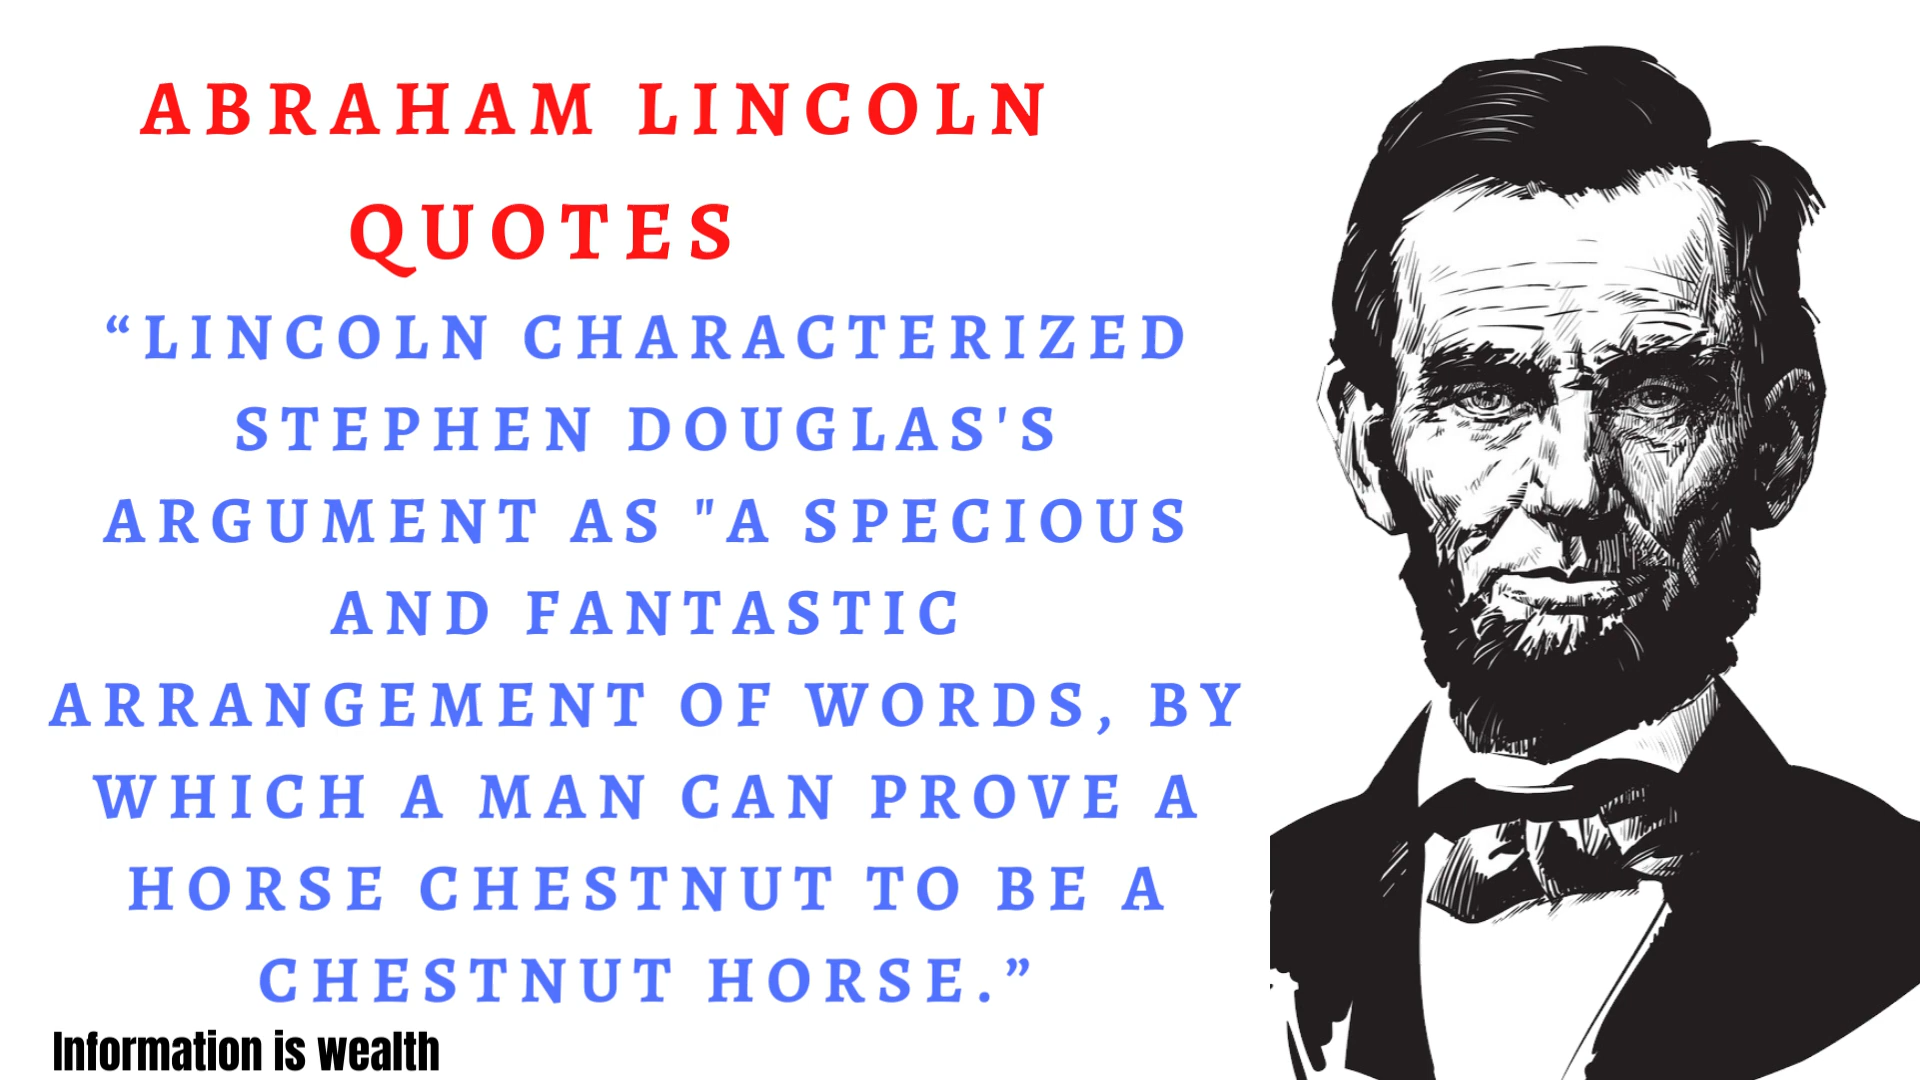 ABRAHAM LINCOLN
QUOTES
“LINCOLN CHARACTERIZED
STEPHEN DOUGLAS'S
ARGUMENT AS "A SPECIOUS
AND FANTASTIC
ARRANGEMENT OF WORDS, BY
WHICH A MAN CAN PROVE A
HORSE CHESTNUT TO BE A
CHESTNUT HORSE.”
Information is wealth